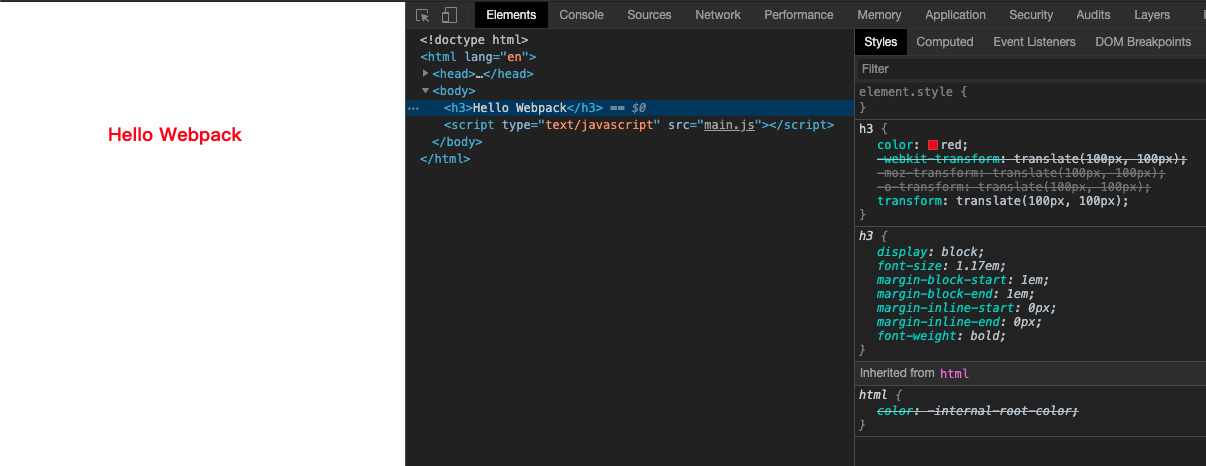 Hello Webpack
Elements Console Sources Network Performance Memory Application Security Audits Layers
<!doctype html>
<html lang="en">
<head>…</head>
<body>
<h3>Hello Webpack</h3> == $0
<script type="text/javascript" src="main.js"></script>
</body>
</html>
Styles Computed Event Listeners DOM Breakpoints
Filter
element.style {
}
h3 {
color: red;
-webkit-transform: translate(100px, 100px);
-moz-transform: translate(100px, 100px);
-o-transform: translate(100px, 100px);
transform: translate(100px, 100px);
}
h3 {
display: block;
font-size: 1.17em;
margin-block-start: 1em;
margin-block-end: 1em;
margin-inline-start: 0px;
margin-inline-end: 0px;
font-weight: bold;
}
Inherited from html
html {
color: -internal-root-color;
}